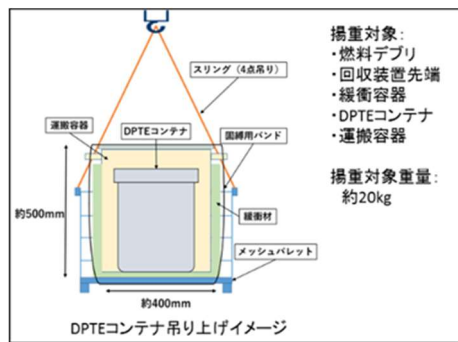 スリング（4点吊り）
運搬容器
DPTEコンテナ
固縛用バンド
約500mm
緩衝材
メッシュパレット
約400mm
DPTEコンテナ吊り上げイメージ
揚重対象：
・燃料デブリ
・回収装置先端
・緩衝容器
・DPTEコンテナ
・運搬容器
揚重対象重量：
約20kg